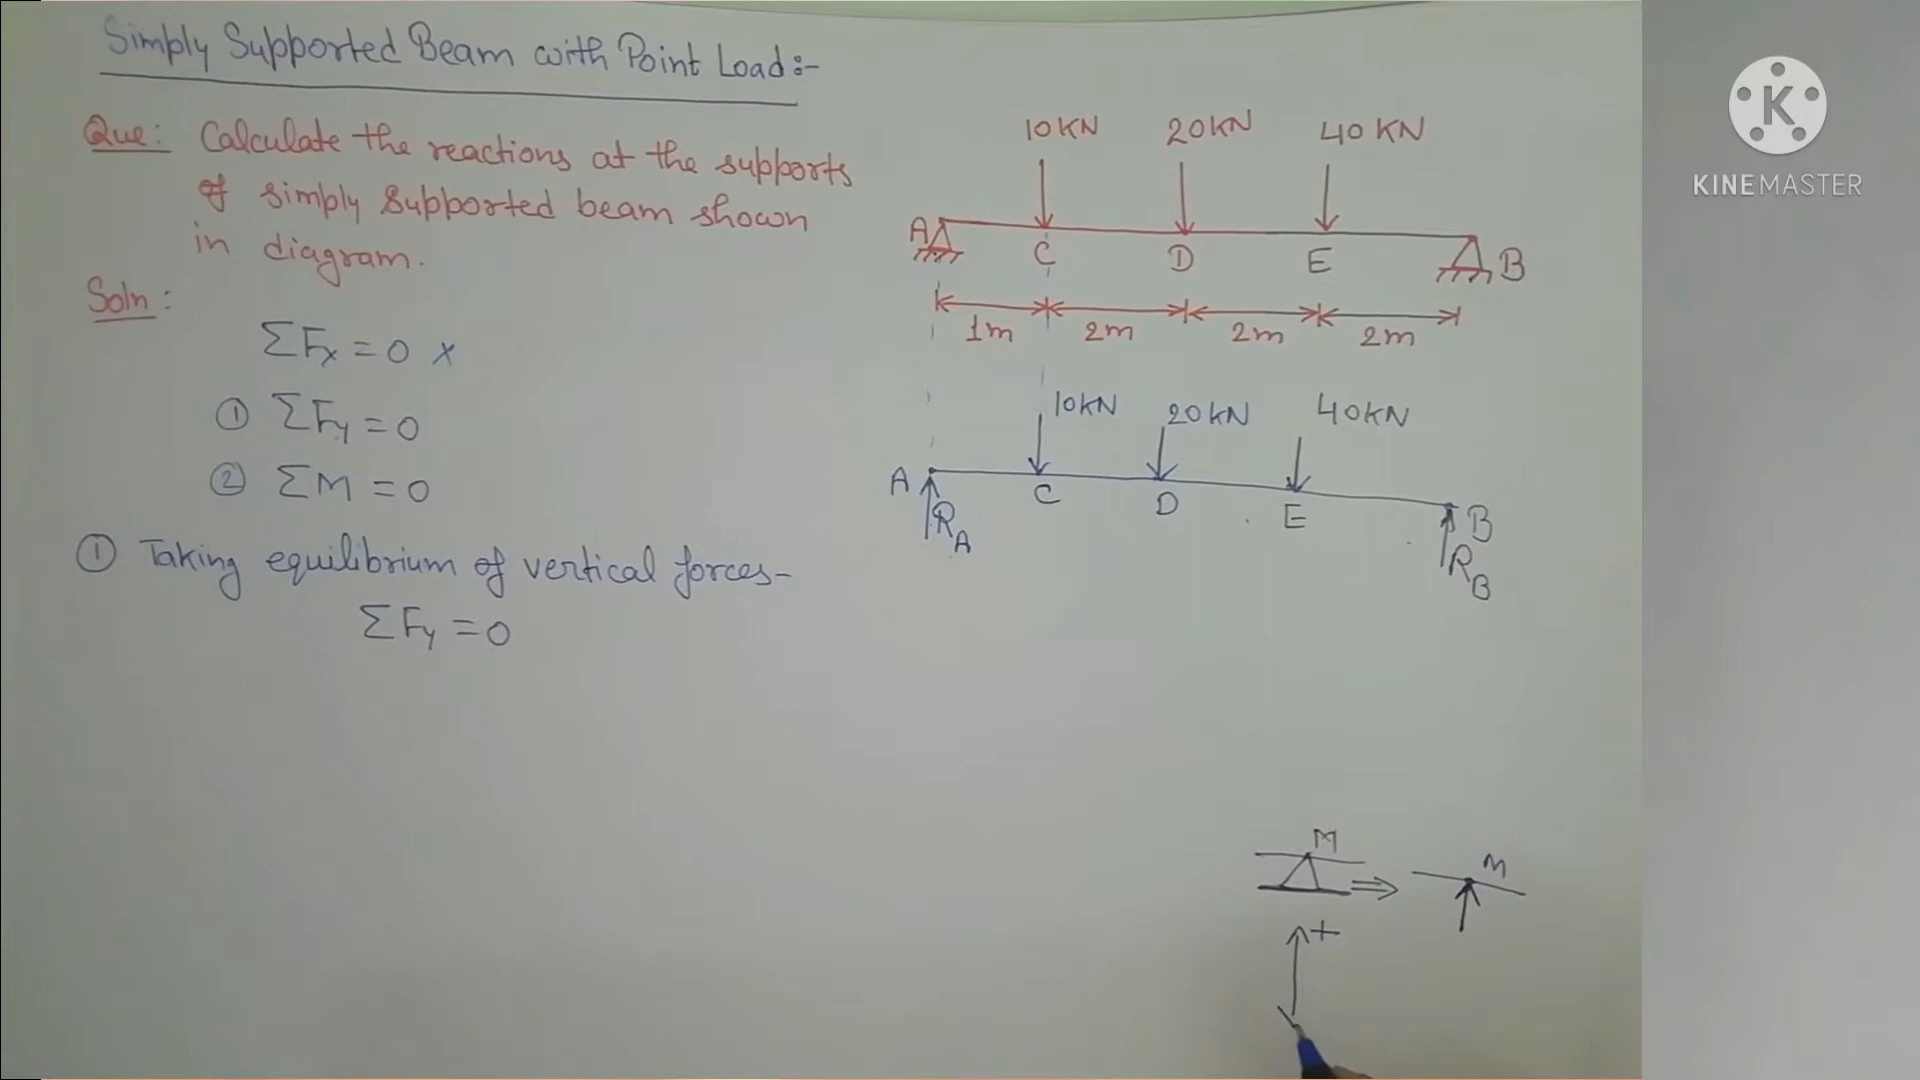 Simply Supported Beam with Point Load:-
Que: Calculate the reactions at the supports
of simply supported beam shown
in diagram.
Soln:
ΣFx = 0 x
① ΣFy = 0
② ΣM = 0
① Taking equilibrium of vertical forces-
ΣFy = 0
10KN 20KN 40KN
A C D E B
1m 2m 2m 2m
10KN 20KN 40KN
A C D E B
RA RB
M M
+
K
KINEMASTER